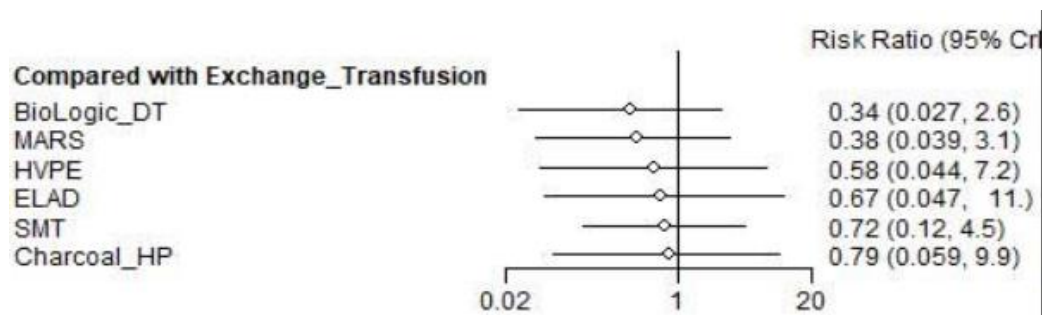 Risk Ratio (95% CrI
Compared with Exchange_Transfusion
BioLogic_DT 0.34 (0.027, 2.6)
MARS 0.38 (0.039, 3.1)
HVPE 0.58 (0.044, 7.2)
ELAD 0.67 (0.047, 11.)
SMT 0.72 (0.12, 4.5)
Charcoal_HP 0.79 (0.059, 9.9)
0.02 1 20